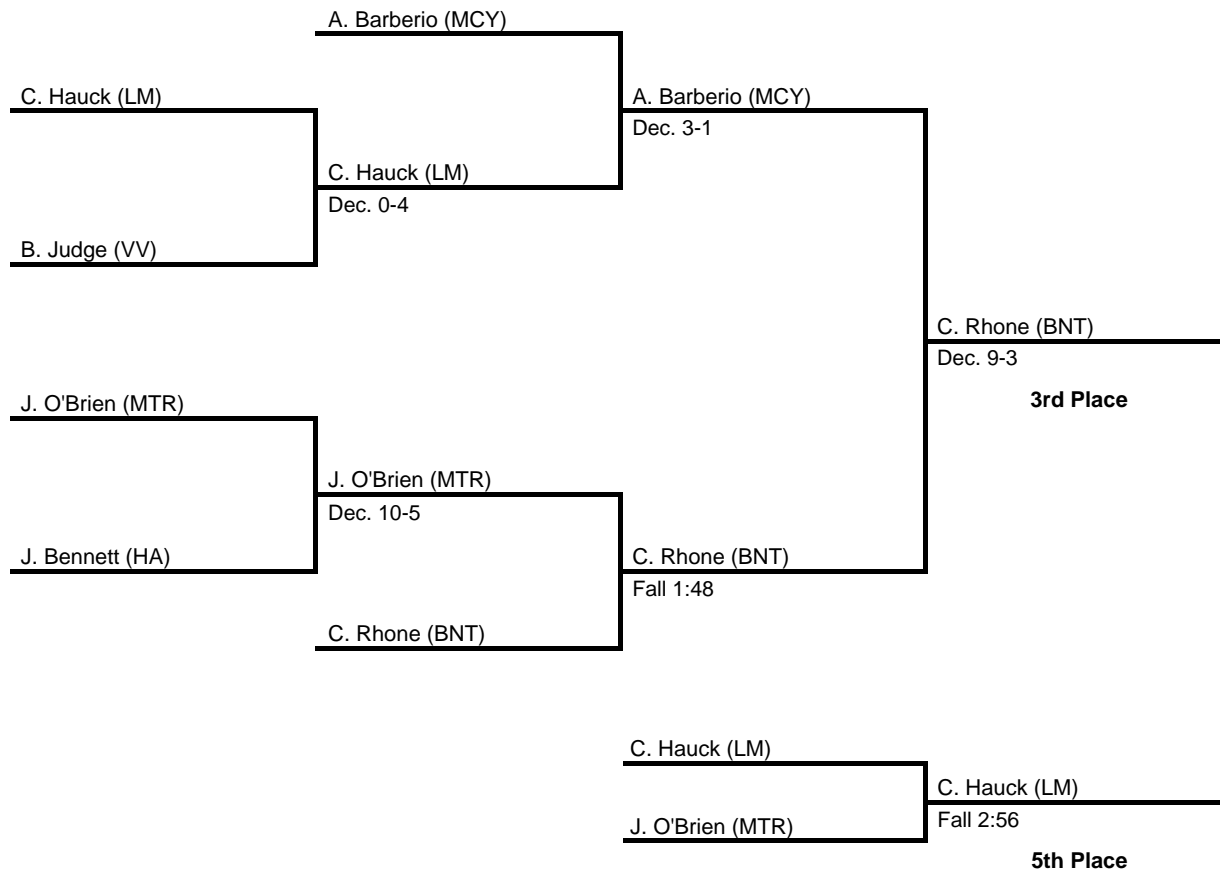 A. Barberio (MCY)
C. Hauck (LM)
A. Barberio (MCY)
Dec. 3-1
C. Hauck (LM)
Dec. 0-4
B. Judge (VV)
C. Rhone (BNT)
Dec. 9-3
3rd Place
J. O'Brien (MTR)
J. O'Brien (MTR)
Dec. 10-5
J. Bennett (HA)
C. Rhone (BNT)
Fall 1:48
C. Rhone (BNT)
C. Hauck (LM)
C. Hauck (LM)
Fall 2:56
J. O'Brien (MTR)
5th Place